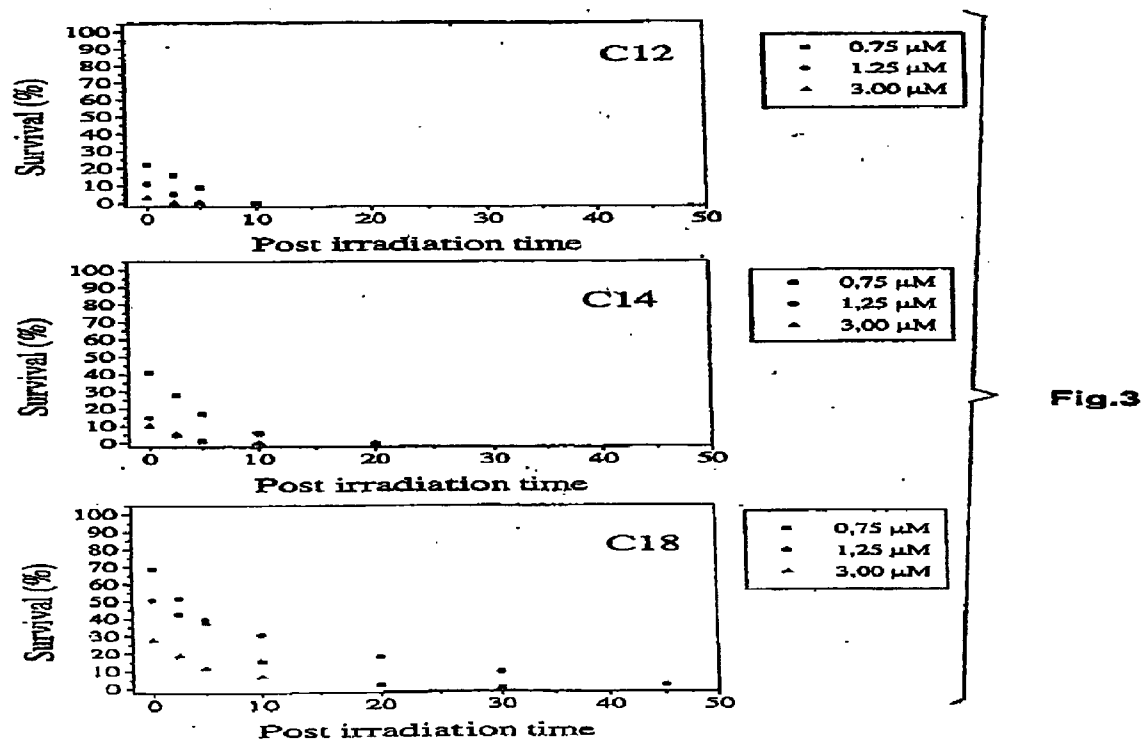 C12
0.75 µM
1.25 µM
3.00 µM
Survival (%)
100
90
80
70
60
50
40
30
20
10
0
0 10 20 30 40 50
Post irradiation time
C14
0,75 µM
1,25 µM
3,00 µM
Survival (%)
100
90
80
70
60
50
40
30
20
10
0
0 10 20 30 40 50
Post irradiation time
Fig.3
C18
0,75 µM
1,25 µM
3,00 µM
Survival (%)
100
90
80
70
60
50
40
30
20
10
0
0 10 20 30 40 50
Post irradiation time